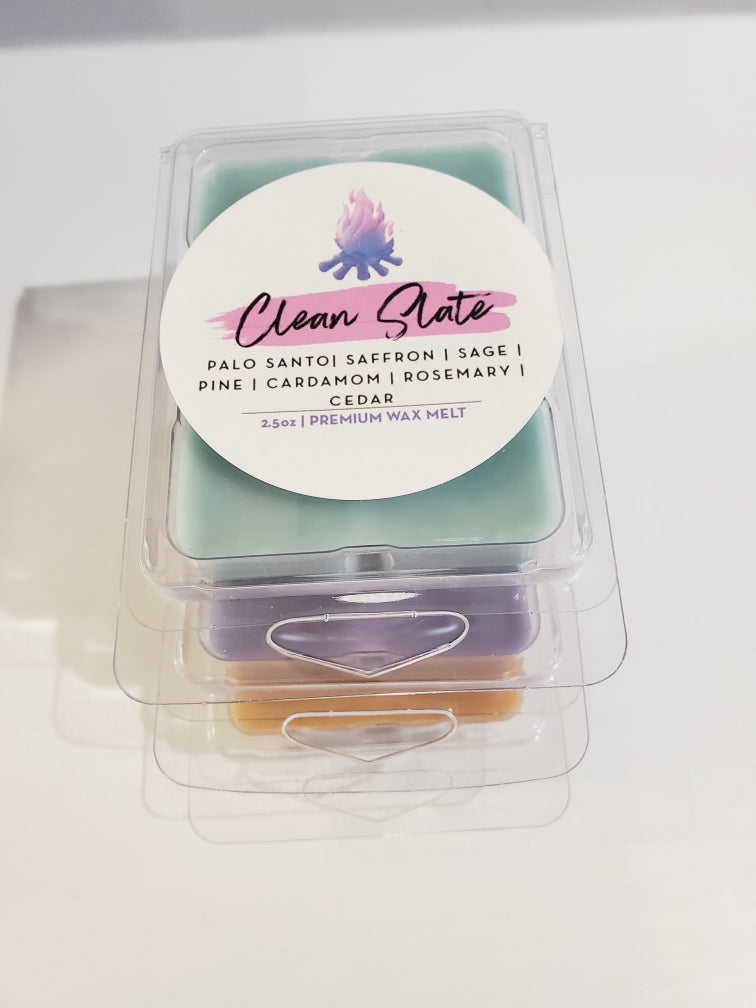 Clean Slate
PALO SANTO| SAFFRON | SAGE |
PINE | CARDAMOM | ROSEMARY |
CEDAR
2.5oz | PREMIUM WAX MELT